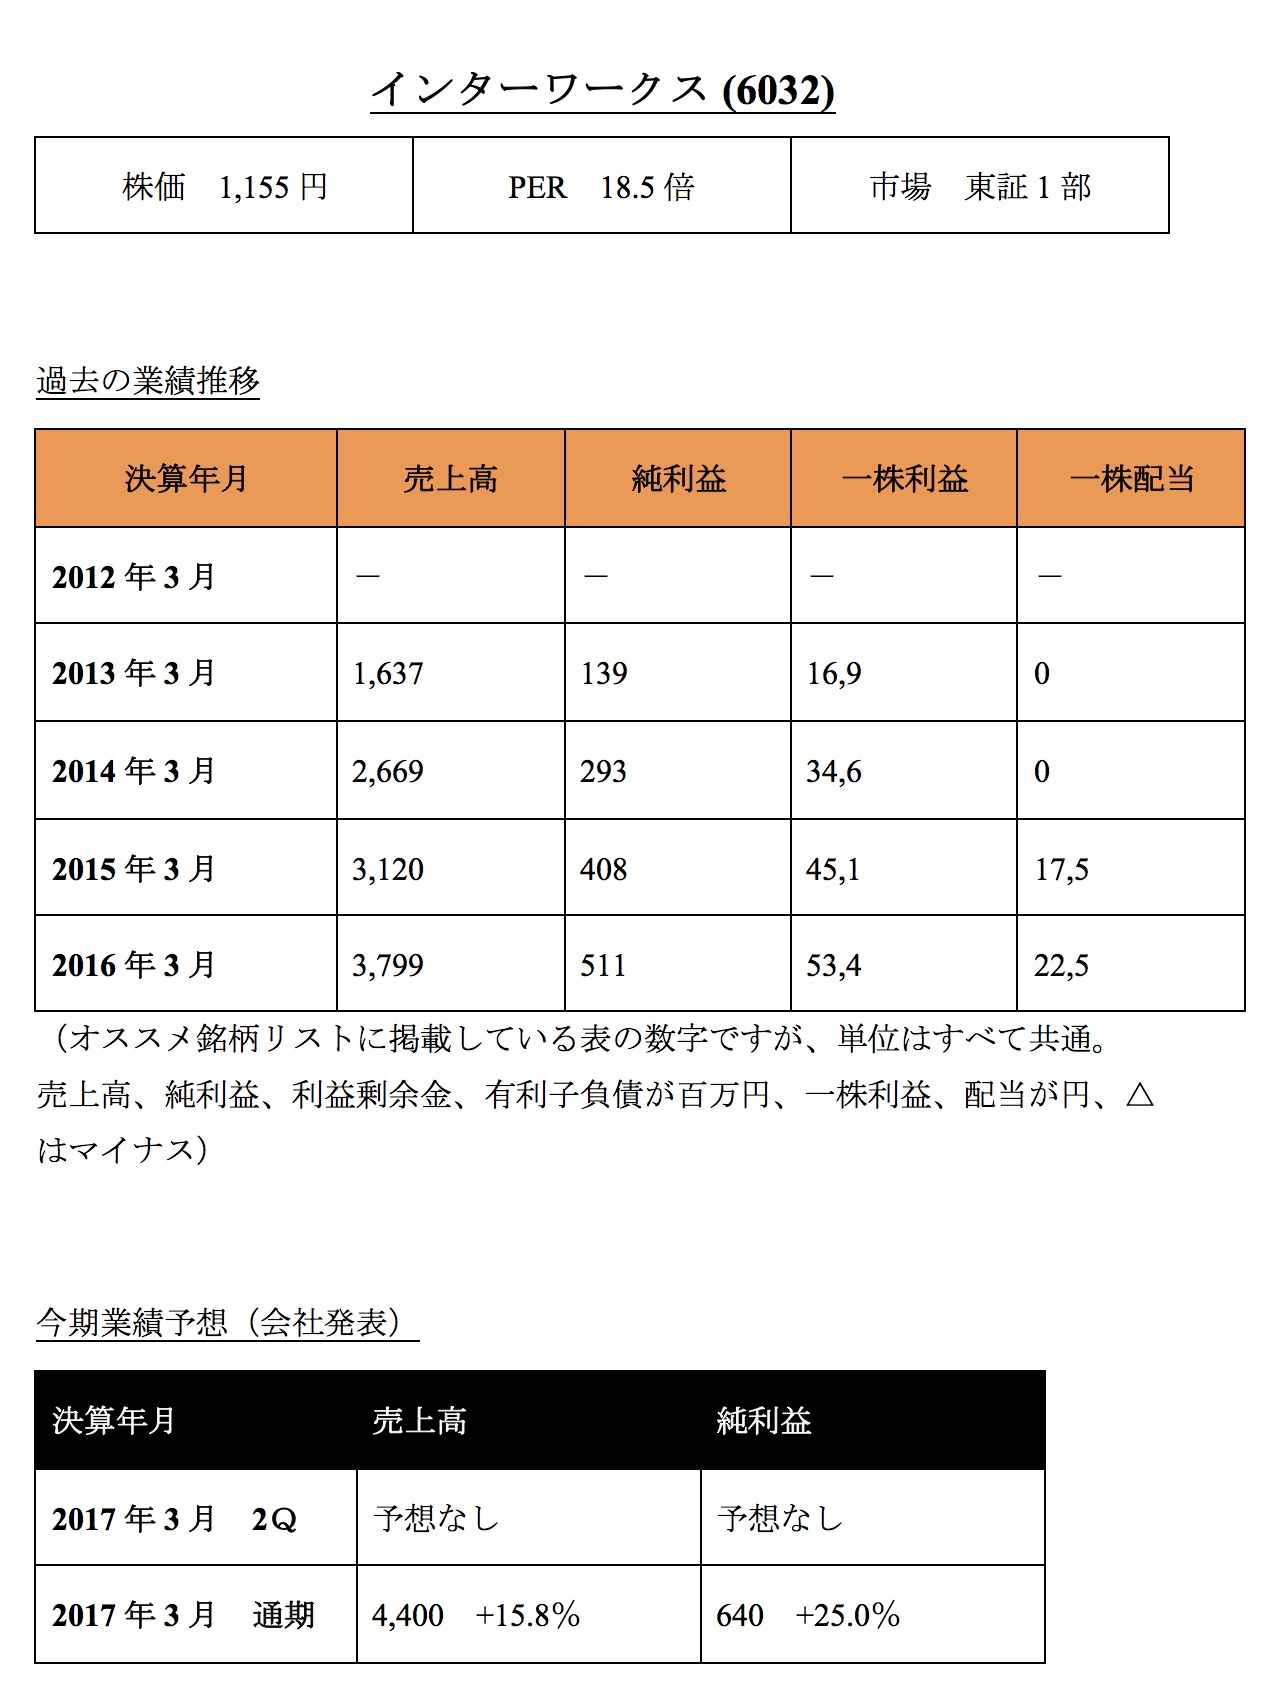 インターワークス (6032)
株価　1,155 円　PER　18.5 倍　市場　東証 1 部
過去の業績推移
決算年月　売上高　純利益　一株利益　一株配当
2012 年 3 月　－　－　－　－
2013 年 3 月　1,637　139　16,9　0
2014 年 3 月　2,669　293　34,6　0
2015 年 3 月　3,120　408　45,1　17,5
2016 年 3 月　3,799　511　53,4　22,5
（オススメ銘柄リストに掲載している表の数字ですが、単位はすべて共通。
売上高、純利益、利益剰余金、有利子負債が百万円、一株利益、配当が円、△
はマイナス）
今期業績予想（会社発表）
決算年月　売上高　純利益
2017 年 3 月　2Ｑ　予想なし　予想なし
2017 年 3 月　通期　4,400　+15.8％　640　+25.0％